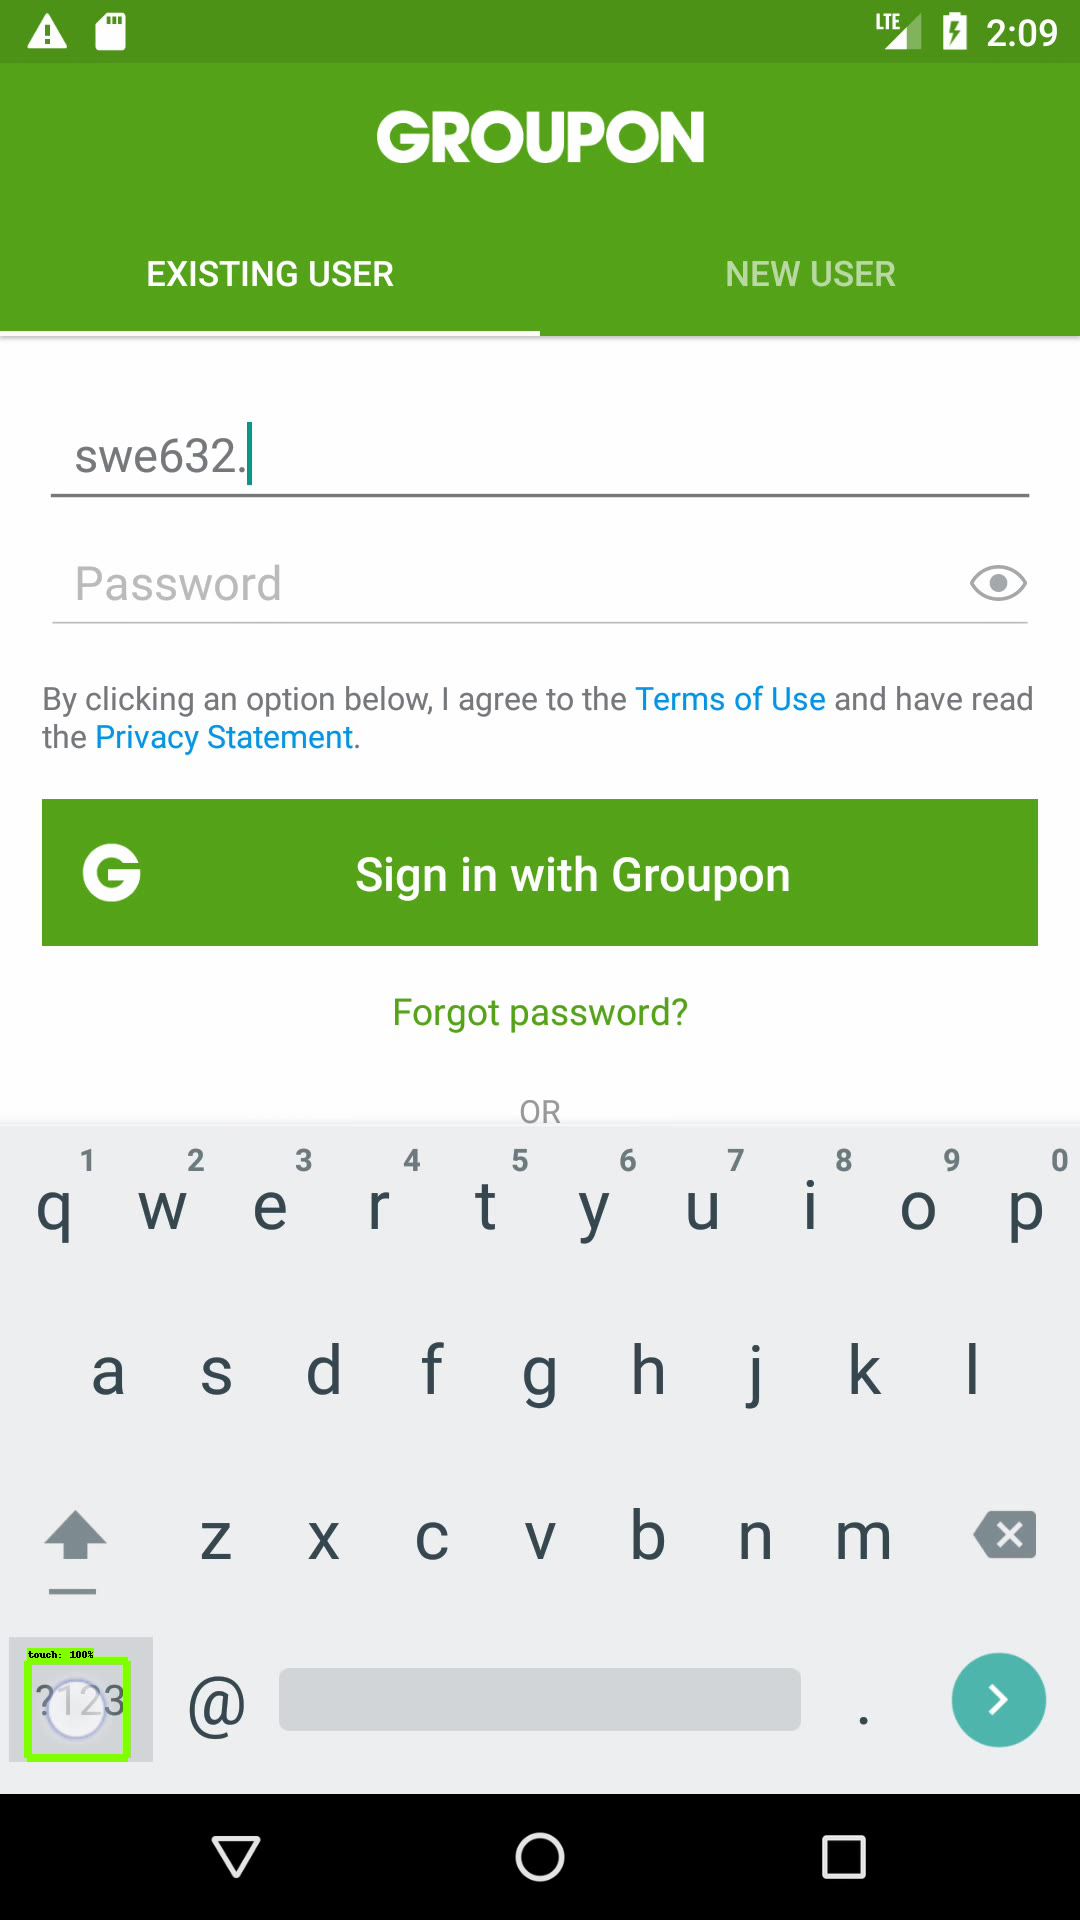 LTE 2:09
GROUPON
EXISTING USER NEW USER
swe632.
Password
By clicking an option below, I agree to the Terms of Use and have read
the Privacy Statement.
G Sign in with Groupon
Forgot password?
OR
1 2 3 4 5 6 7 8 9 0
q w e r t y u i o p
a s d f g h j k l
z x c v b n m
touch: 100%
?123 @ .